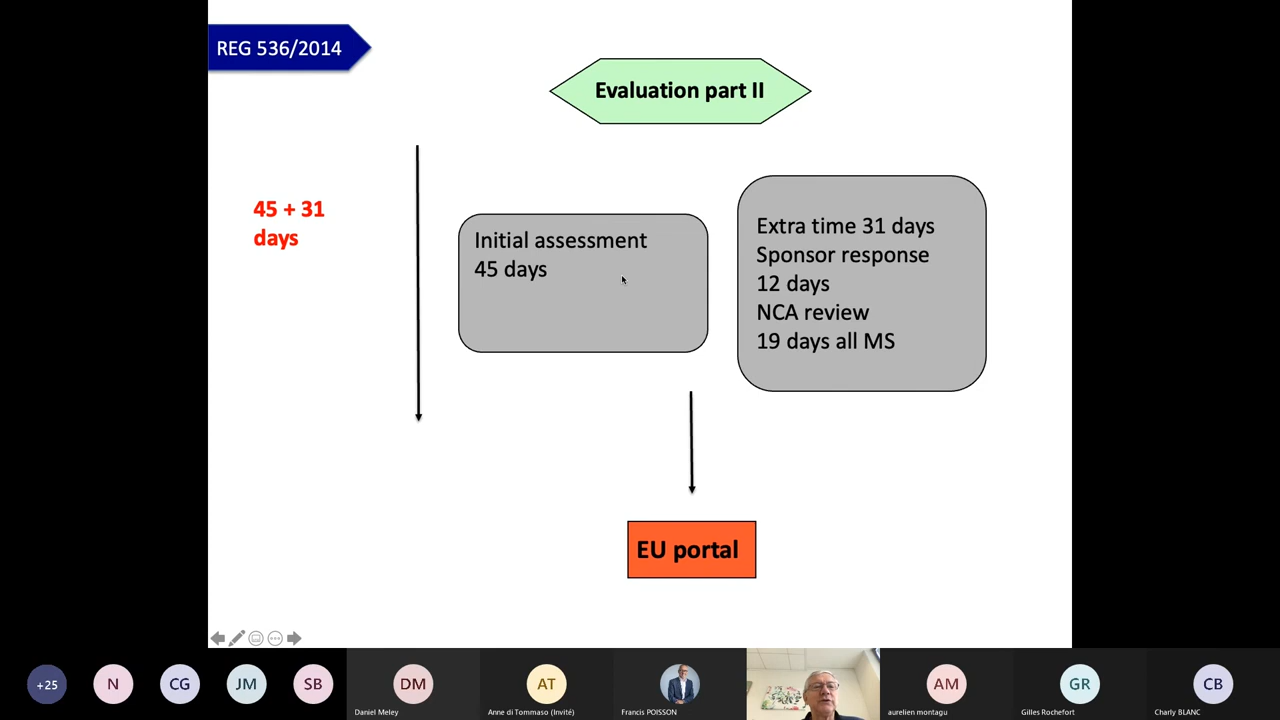 REG 536/2014
Evaluation part II
45 + 31
days
Initial assessment
45 days
Extra time 31 days
Sponsor response
12 days
NCA review
19 days all MS
EU portal
+25
N
CG
JM
SB
DM
Daniel Meley
AT
Anne di Tommaso (Invité)
Francis POISSON
AM
aurelien montagu
GR
Gilles Rochefort
CB
Charly BLANC